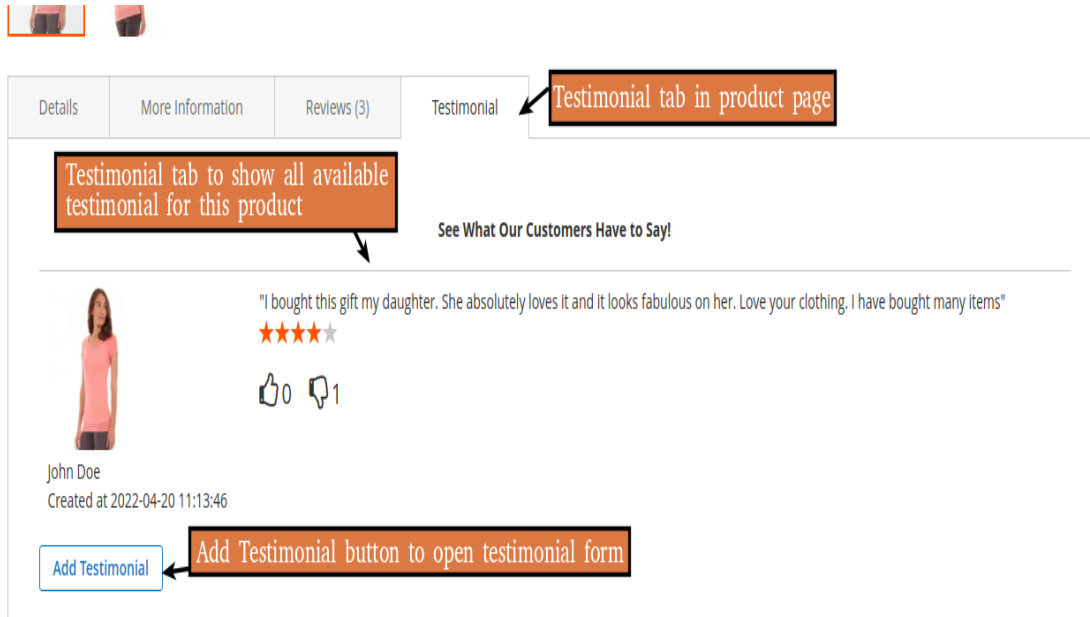 Details
More Information
Reviews (3)
Testimonial
Testimonial tab in product page
Testimonial tab to show all available
testimonial for this product
See What Our Customers Have to Say!
"I bought this gift my daughter. She absolutely loves it and it looks fabulous on her. Love your clothing. I have bought many items"
0
1
John Doe
Created at 2022-04-20 11:13:46
Add Testimonial
Add Testimonial button to open testimonial form